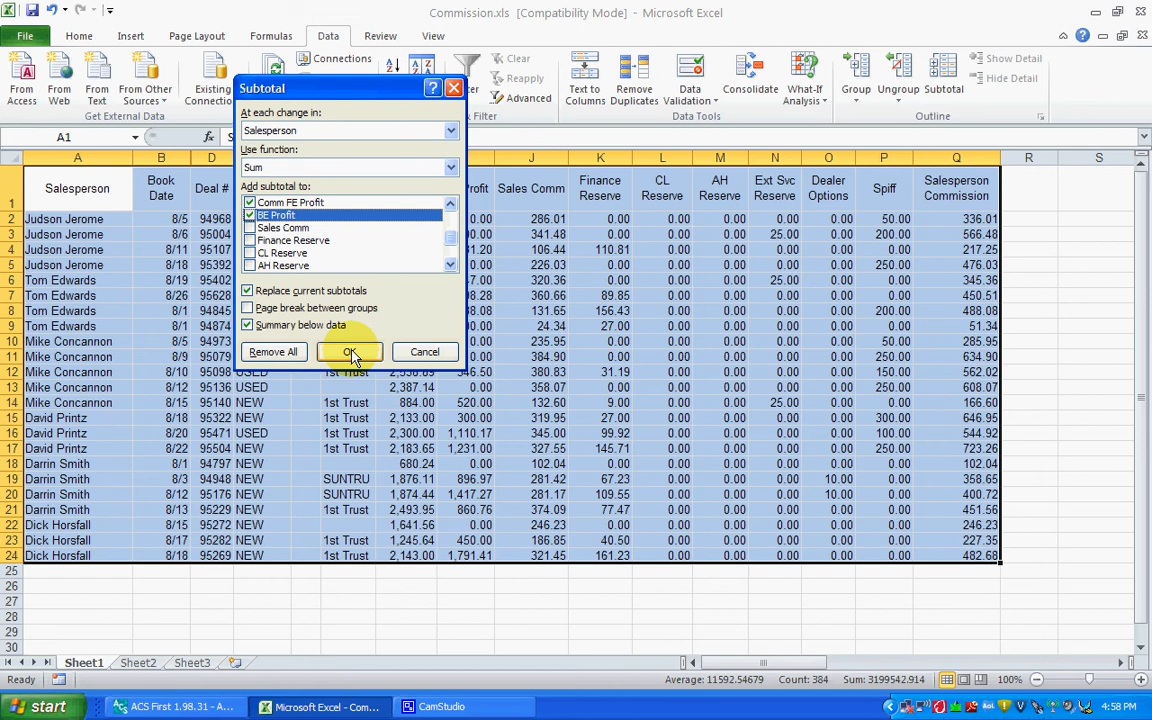 Commission.xls [Compatibility Mode] - Microsoft Excel
File Home Insert Page Layout Formulas Data Review View
From Access
From Web
From Text
From Other Sources
Existing
Connections
Clear
Reapply
Advanced
Text to Columns
Remove Duplicates
Data Validation
Consolidate
What-If Analysis
Group
Ungroup
Subtotal
Show Detail
Hide Detail
Get External Data
& Filter
Data Tools
Outline
A1 fx
Subtotal
At each change in:
Salesperson
Use function:
Sum
Add subtotal to:
Comm FE Profit
BE Profit
Sales Comm
Finance Reserve
CL Reserve
AH Reserve
Replace current subtotals
Page break between groups
Summary below data
Remove All OK Cancel
A B D J K L M N O P Q R S
1 Salesperson Book Date Deal # Sales Comm Finance Reserve CL Reserve AH Reserve Ext Svc Reserve Dealer Options Spiff Salesperson Commission
2 Judson Jerome 8/5 94968 0.00 286.01 0.00 0.00 0.00 0.00 50.00 336.01
3 Judson Jerome 8/6 95004 0.00 341.48 0.00 0.00 25.00 0.00 200.00 566.48
4 Judson Jerome 8/11 95107 106.44 110.81 0.00 0.00 0.00 0.00 0.00 217.25
5 Judson Jerome 8/18 95392 226.03 0.00 0.00 0.00 0.00 0.00 250.00 476.03
6 Tom Edwards 8/19 95402 320.36 0.00 0.00 0.00 25.00 0.00 0.00 345.36
7 Tom Edwards 8/26 95628 360.66 89.85 0.00 0.00 0.00 0.00 0.00 450.51
8 Tom Edwards 8/1 94845 331.65 156.43 0.00 0.00 0.00 0.00 0.00 488.08
9 Tom Edwards 8/1 94874 24.34 27.00 0.00 0.00 0.00 0.00 0.00 51.34
10 Mike Concannon 8/5 94973 235.95 0.00 0.00 0.00 0.00 0.00 50.00 285.95
11 Mike Concannon 8/9 95079 384.90 0.00 0.00 0.00 0.00 0.00 250.00 634.90
12 Mike Concannon 8/10 95098 USED 1st Trust 380.83 31.19 0.00 0.00 0.00 0.00 150.00 562.02
13 Mike Concannon 8/12 95136 USED 2,387.14 0.00 358.07 0.00 0.00 0.00 0.00 0.00 250.00 608.07
14 Mike Concannon 8/15 95140 NEW 1st Trust 884.00 520.00 132.60 9.00 0.00 0.00 25.00 0.00 0.00 166.60
15 David Printz 8/18 95322 NEW 1st Trust 2,133.00 300.00 319.95 27.00 0.00 0.00 0.00 0.00 300.00 646.95
16 David Printz 8/20 95471 USED 1st Trust 2,300.00 1,110.17 345.00 99.92 0.00 0.00 0.00 0.00 100.00 544.92
17 David Printz 8/22 95504 NEW 1st Trust 2,183.65 1,231.00 327.55 145.71 0.00 0.00 0.00 0.00 250.00 723.26
18 Darrin Smith 8/1 94797 NEW 680.24 0.00 102.04 0.00 0.00 0.00 0.00 0.00 0.00 102.04
19 Darrin Smith 8/3 94948 NEW SUNTRU 1,876.11 896.97 281.42 67.23 0.00 0.00 0.00 10.00 0.00 358.65
20 Darrin Smith 8/12 95176 NEW SUNTRU 1,874.44 1,417.27 281.17 109.55 0.00 0.00 0.00 10.00 0.00 400.72
21 Darrin Smith 8/13 95229 NEW 1st Trust 2,493.95 860.76 374.09 77.47 0.00 0.00 0.00 0.00 0.00 451.56
22 Dick Horsfall 8/15 95272 NEW 1,641.56 0.00 246.23 0.00 0.00 0.00 0.00 0.00 0.00 246.23
23 Dick Horsfall 8/17 95282 NEW 1st Trust 1,245.64 450.00 186.85 40.50 0.00 0.00 0.00 0.00 0.00 227.35
24 Dick Horsfall 8/18 95269 NEW 1st Trust 2,143.00 1,791.41 321.45 161.23 0.00 0.00 0.00 0.00 0.00 482.68
25
26
27
28
29
30
Sheet1 Sheet2 Sheet3
Ready Average: 11592.54679 Count: 384 Sum: 3199542.914 100%
start ACS First 1.98.31 - A... Microsoft Excel - Com... CamStudio 4:58 PM